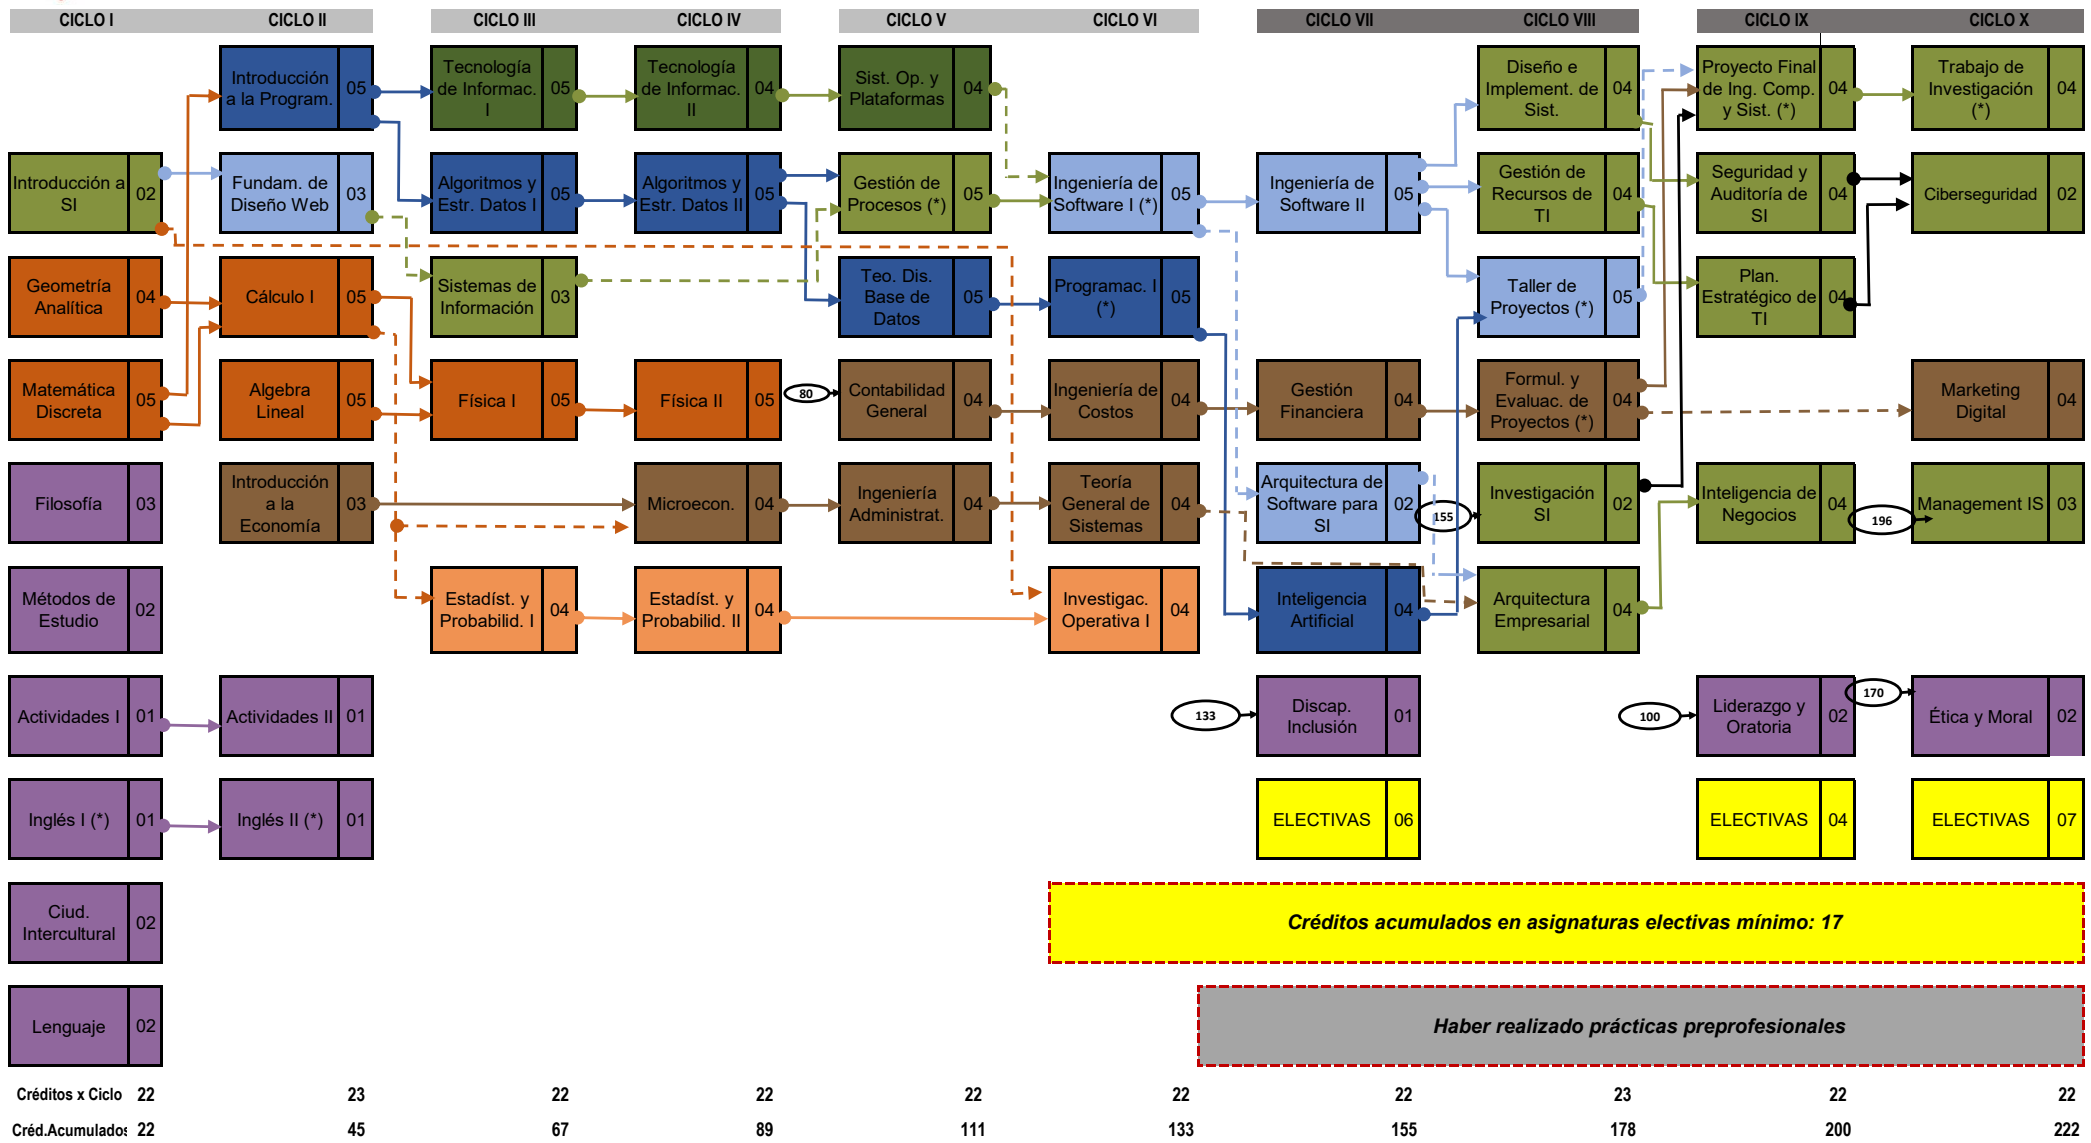 CICLO I
CICLO II
CICLO III
CICLO IV
CICLO V
CICLO VI
CICLO VII
CICLO VIII
CICLO IX
CICLO X
Introducción
a la Program.
05
Tecnología
de Informac.
I
05
Tecnología
de Informac.
II
04
Sist. Op. y
Plataformas
04
Diseño e
Implement. de
Sist.
04
Proyecto Final
de Ing. Comp.
y Sist. (*)
04
Trabajo de
Investigación
(*)
04
Introducción a
SI
02
Fundam. de
Diseño Web
03
Algoritmos y
Estr. Datos I
05
Algoritmos y
Estr. Datos II
05
Gestión de
Procesos (*)
05
Ingeniería de
Software I (*)
05
Ingeniería de
Software II
05
Gestión de
Recursos de
TI
04
Seguridad y
Auditoría de
SI
04
Ciberseguridad
02
Geometría
Analítica
04
Cálculo I
05
Sistemas de
Información
03
Teo. Dis.
Base de
Datos
05
Programac. I
(*)
05
Taller de
Proyectos (*)
05
Plan.
Estratégico de
TI
04
Matemática
Discreta
05
Algebra
Lineal
05
Física I
05
Física II
05
80
Contabilidad
General
04
Ingeniería de
Costos
04
Gestión
Financiera
04
Formul. y
Evaluac. de
Proyectos (*)
04
Marketing
Digital
04
Filosofía
03
Introducción
a la
Economía
03
Microecon.
04
Ingeniería
Administrat.
04
Teoría
General de
Sistemas
04
Arquitectura de
Software para
SI
02
155
Investigación
SI
02
Inteligencia de
Negocios
04
196
Management IS
03
Métodos de
Estudio
02
Estadíst. y
Probabilid. I
04
Estadíst. y
Probabilid. II
04
Investigac.
Operativa I
04
Inteligencia
Artificial
04
Arquitectura
Empresarial
04
Actividades I
01
Actividades II
01
133
Discap.
Inclusión
01
100
Liderazgo y
Oratoria
02
170
Ética y Moral
02
Inglés I (*)
01
Inglés II (*)
01
ELECTIVAS
06
ELECTIVAS
04
ELECTIVAS
07
Ciud.
Intercultural
02
Créditos acumulados en asignaturas electivas mínimo: 17
Lenguaje
02
Haber realizado prácticas preprofesionales
Créditos x Ciclo 22 23 22 22 22 22 22 23 22 22
Créd.Acumulados 22 45 67 89 111 133 155 178 200 222